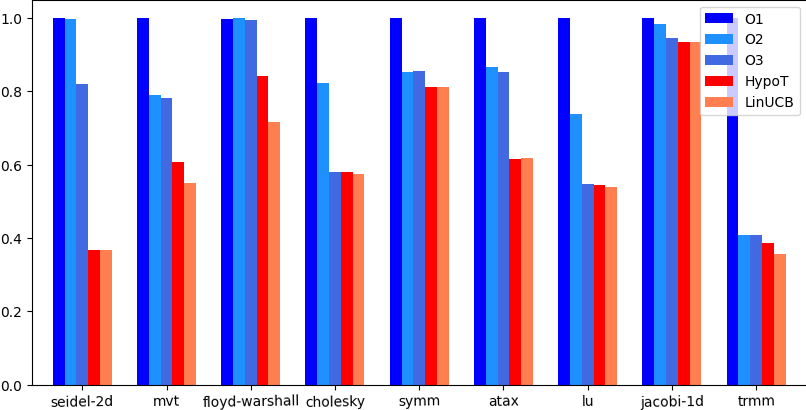 1.0
0.8
0.6
0.4
0.2
0.0
seidel-2d mvt floyd-warshall cholesky symm atax lu jacobi-1d trmm
O1
O2
O3
HypoT
LinUCB